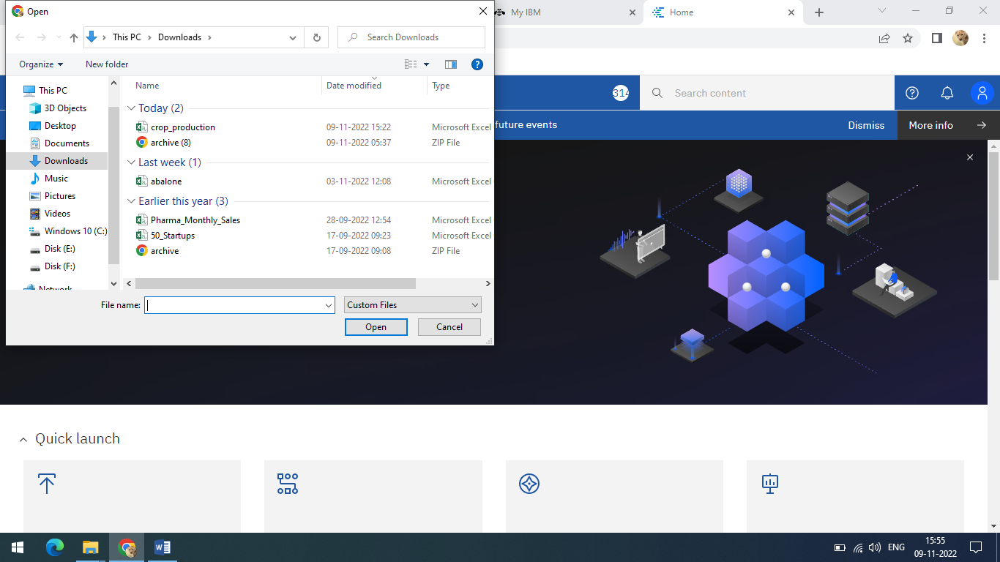 Open
My IBM
Home
This PC
Downloads
Search Downloads
Organize
New folder
This PC
3D Objects
Desktop
Documents
Downloads
Music
Pictures
Videos
Windows 10 (C:)
Disk (E:)
Disk (F:)
Network
Name Date modified Type
Today (2)
crop_production 09-11-2022 15:22 Microsoft Excel
archive (8) 09-11-2022 05:37 ZIP File
Last week (1)
abalone 03-11-2022 12:08 Microsoft Excel
Earlier this year (3)
Pharma_Monthly_Sales 28-09-2022 12:54 Microsoft Excel
50_Startups 17-09-2022 09:23 Microsoft Excel
archive 17-09-2022 09:08 ZIP File
File name:
Custom Files
Open
Cancel
314
Search content
future events
Dismiss
More info
Quick launch
ENG
15:55
09-11-2022